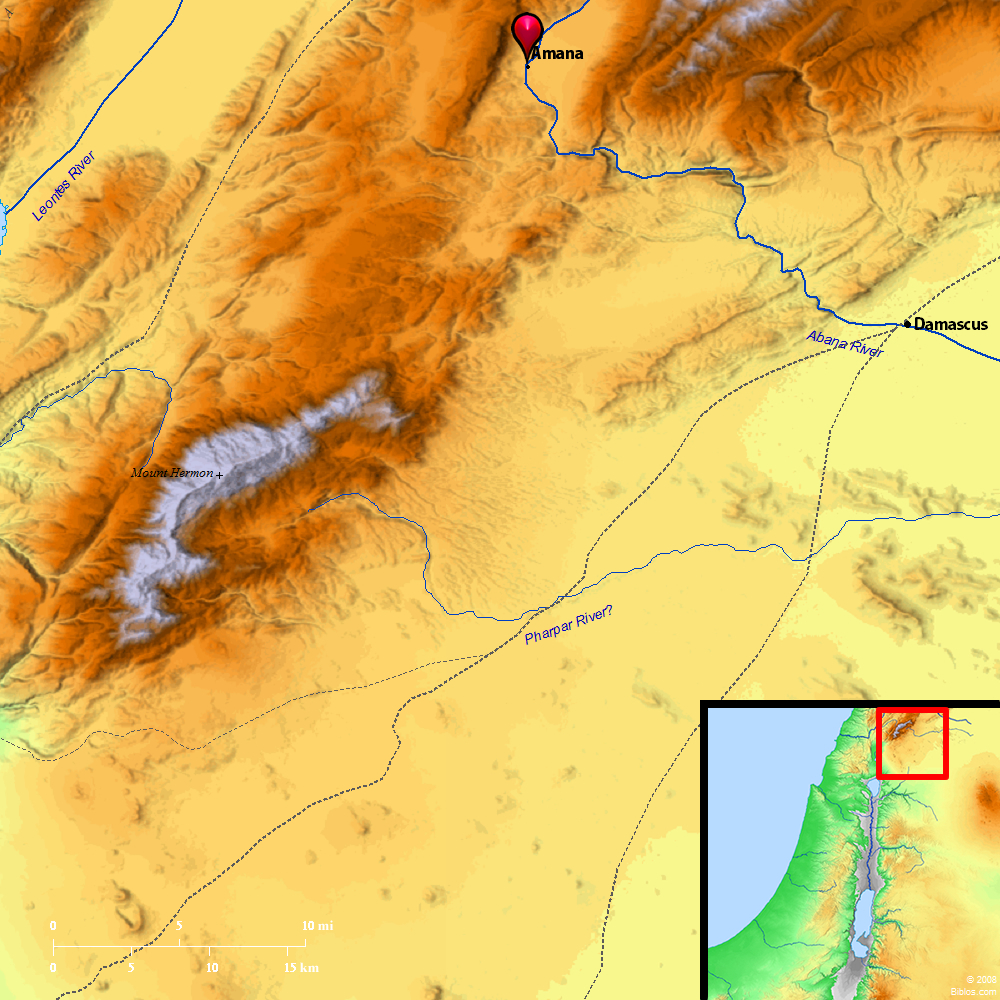 Amana
Leontes River
Damascus
Abana River
Mount Hermon
Pharpar River?
0 5 10 mi
0 5 10 15 km
© 2008
Biblos.com